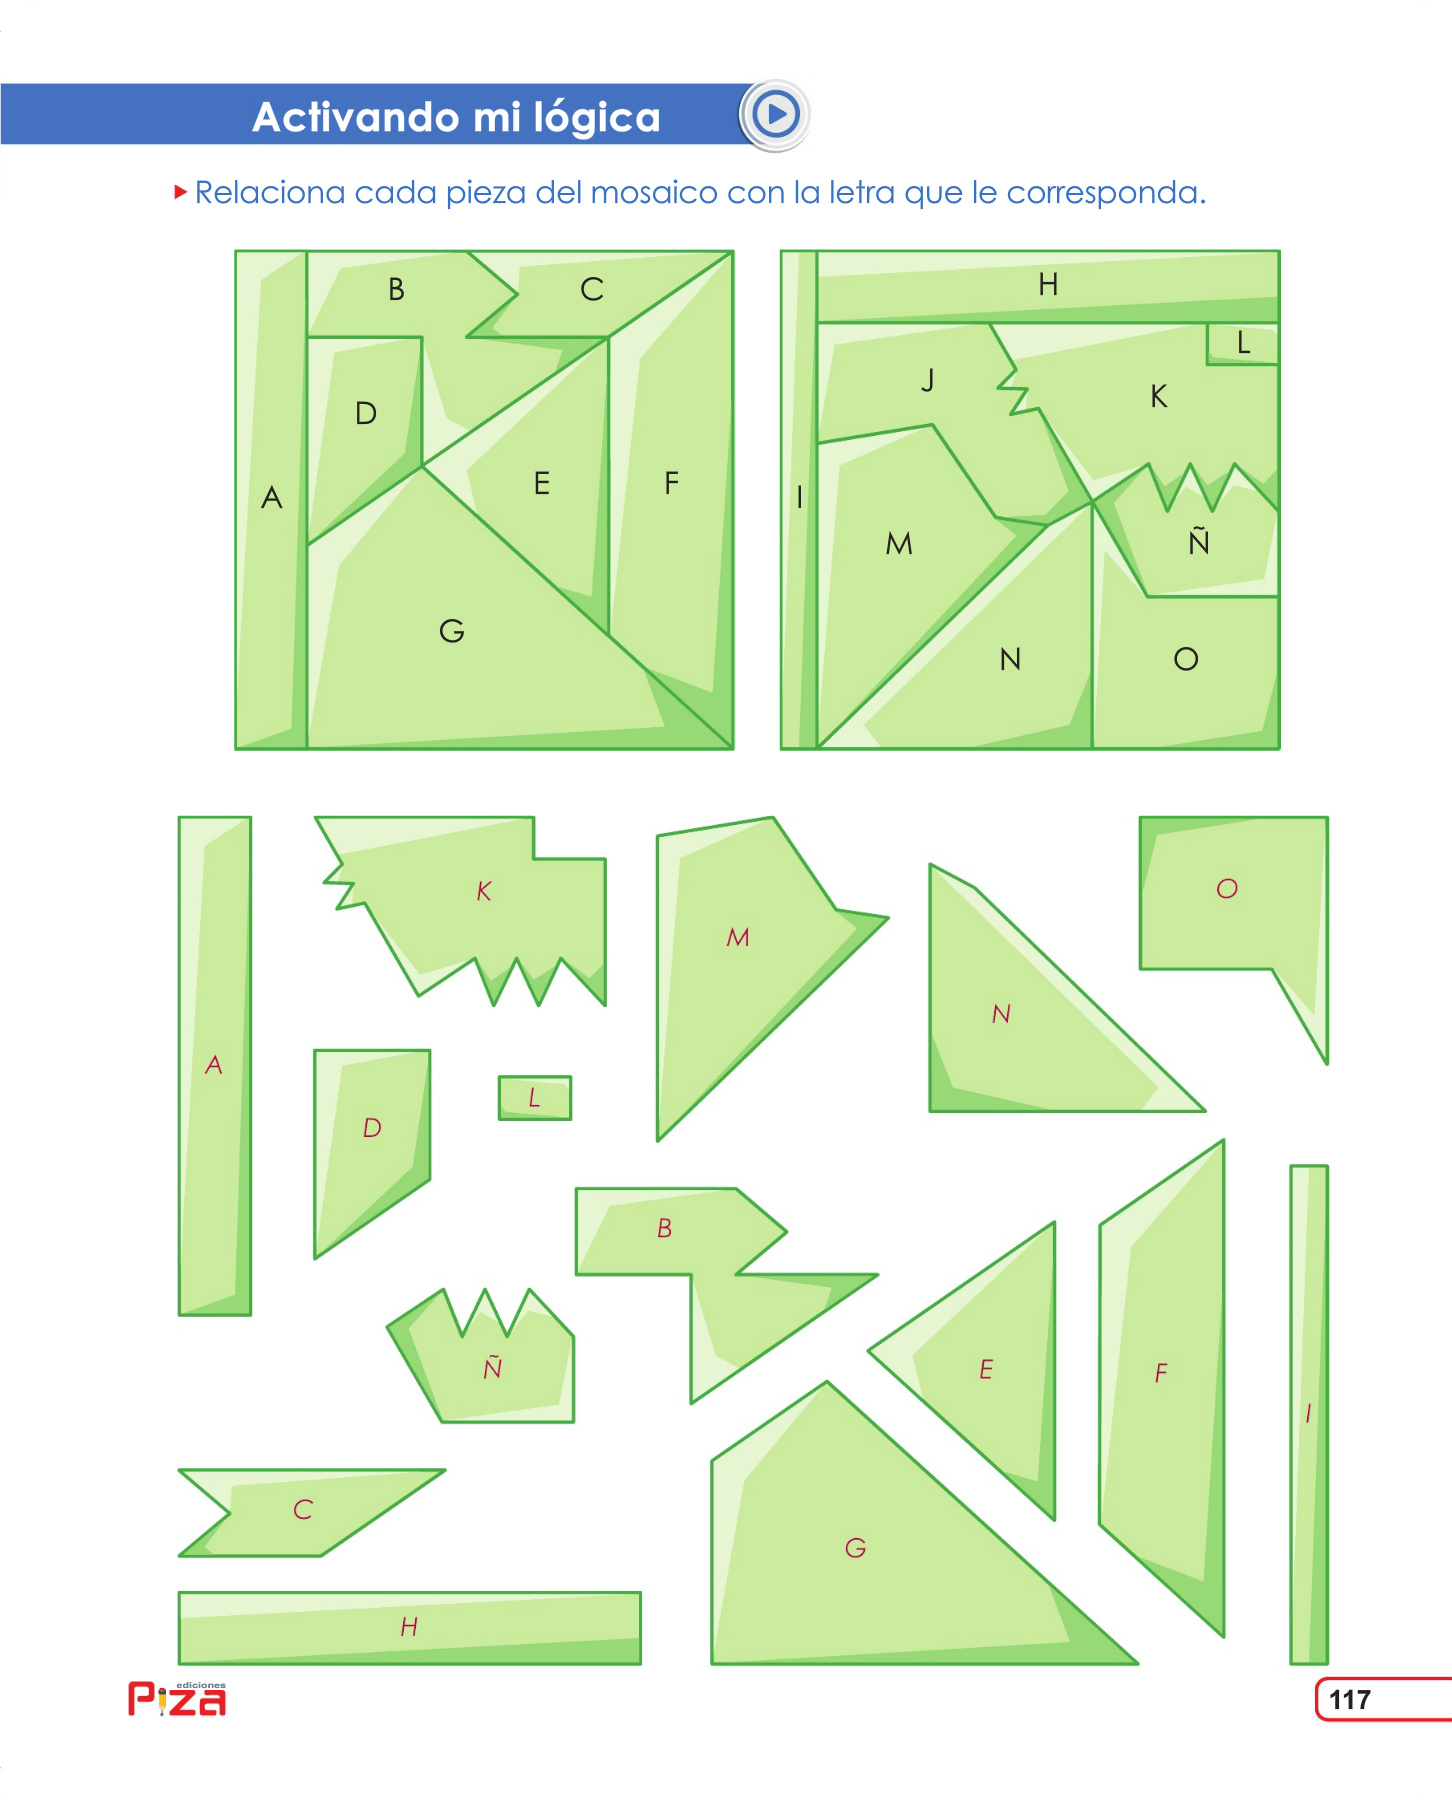 Activando mi lógica
Relaciona cada pieza del mosaico con la letra que le corresponda.
B
C
D
A
E
F
G
H
L
J
K
I
M
Ñ
N
O
K
M
O
A
N
D
L
B
Ñ
E
F
I
C
G
H
ediciones
Piza
117